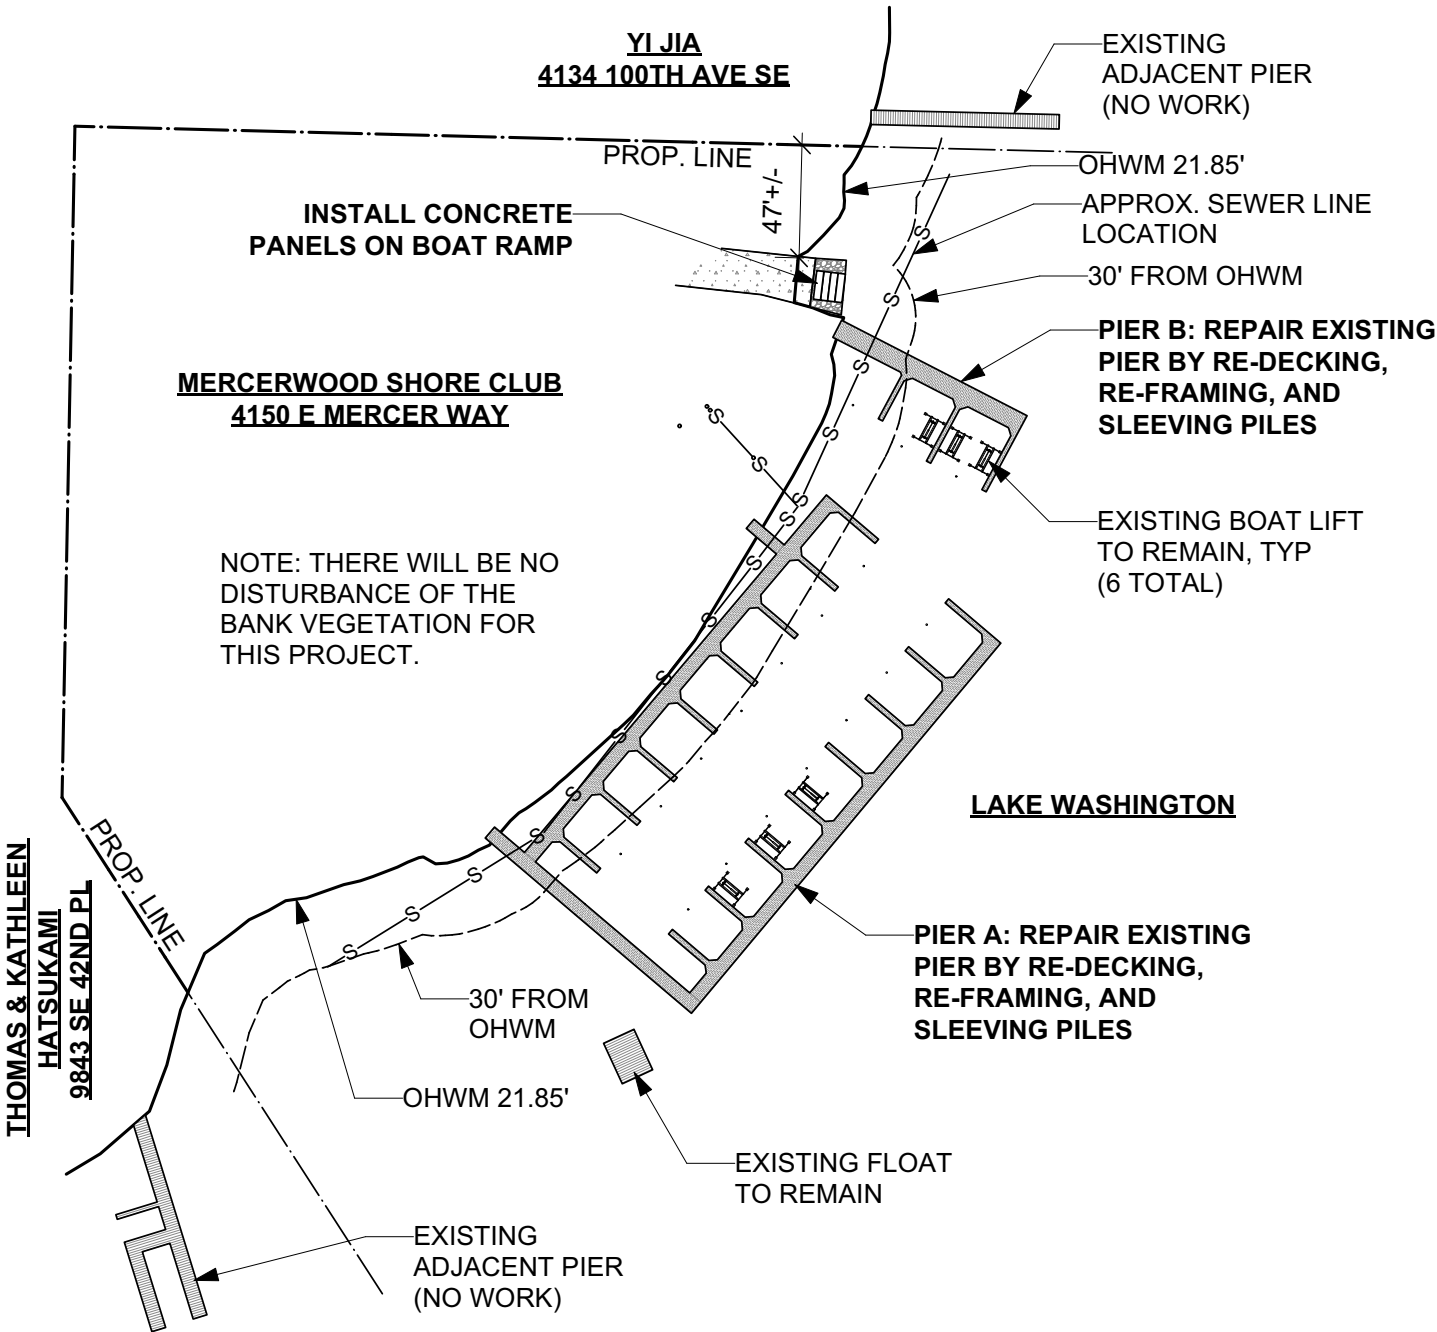 YI JIA
4134 100TH AVE SE
EXISTING
ADJACENT PIER
(NO WORK)
PROP. LINE
47'+/-
OHWM 21.85'
INSTALL CONCRETE
PANELS ON BOAT RAMP
APPROX. SEWER LINE
LOCATION
S
30' FROM OHWM
S
PIER B: REPAIR EXISTING
PIER BY RE-DECKING,
RE-FRAMING, AND
SLEEVING PILES
S
MERCERWOOD SHORE CLUB
4150 E MERCER WAY
S
S
S
S
S
EXISTING BOAT LIFT
TO REMAIN, TYP
(6 TOTAL)
NOTE: THERE WILL BE NO
DISTURBANCE OF THE
BANK VEGETATION FOR
THIS PROJECT.
S
S
S
S
S
LAKE WASHINGTON
PROP. LINE
THOMAS & KATHLEEN
HATSUKAMI
9843 SE 42ND PL
S
S
S
S
PIER A: REPAIR EXISTING
PIER BY RE-DECKING,
RE-FRAMING, AND
SLEEVING PILES
30' FROM
OHWM
OHWM 21.85'
EXISTING FLOAT
TO REMAIN
EXISTING
ADJACENT PIER
(NO WORK)